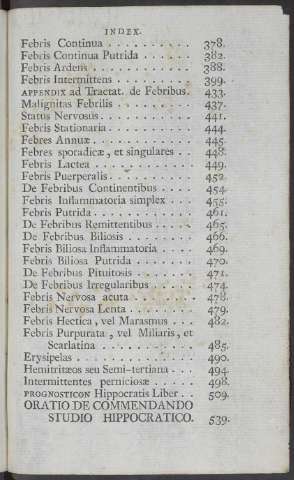 INDEX.
Febris Continua . . . . . . . . . . 378.
Febris Continua Putrida . . . . . . 382.
Febris Ardens . . . . . . . . . . . 388.
Febris Intermittens . . . . . . . . 399.
APPENDIX ad Tractat. de Febribus. 433.
Malignitas Febrilis . . . . . . . . 437.
Status Nervosus . . . . . . . . . . 441.
Febris Stationaria . . . . . . . . . 444.
Febres Annuæ . . . . . . . . . . . 445.
Febres sporadicæ, et singulares . . 448.
Febris Lactea . . . . . . . . . . . 449.
Febris Puerperalis . . . . . . . . . 452.
De Febribus Continentibus . . . . 454.
Febris Inflammatoria simplex . . . 455.
Febris Putrida . . . . . . . . . . . 461.
De Febribus Remittentibus . . . . 465.
De Febribus Biliosis . . . . . . . 466.
Febris Biliosa Inflammatoria . . . . 469.
Febris Biliosa Putrida . . . . . . . 470.
De Febribus Pituitosis . . . . . . . 471.
De Febribus Irregularibus . . . . . 474.
Febris Nervosa acuta . . . . . . . 478.
Febris Nervosa Lenta . . . . . . . 479.
Febris Hectica, vel Marasmus . . . 482.
Febris Purpurata, vel Miliaris, et
Scarlatina . . . . . . . . . . 485.
Erysipelas . . . . . . . . . . . . 490.
Hemitritæos seu Semi-tertiana . . . 494.
Intermittentes perniciosæ . . . . . 498.
PROGNOSTICON Hippocratis Liber . . 509.
ORATIO DE COMMENDANDO
STUDIO HIPPOCRATICO. 539.